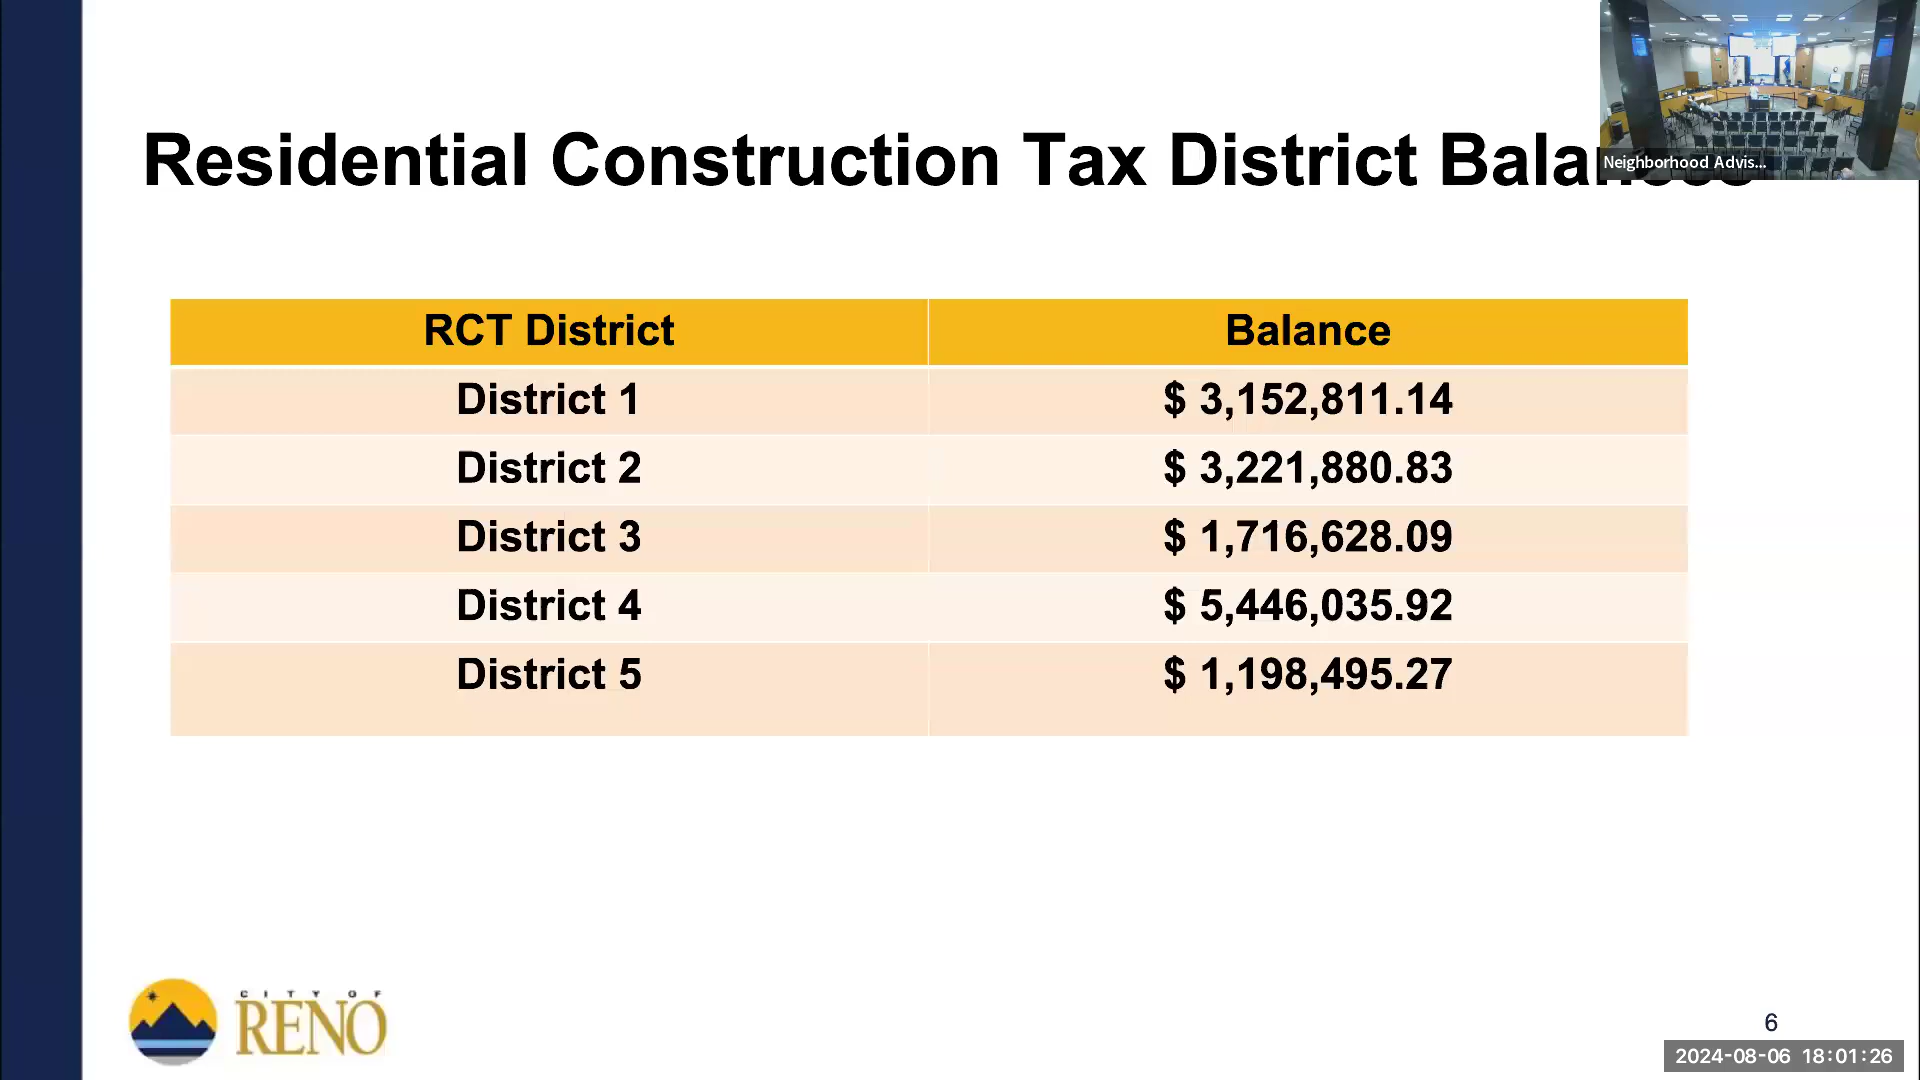 Residential Construction Tax District Balances
Neighborhood Advis...
RCT District Balance
District 1 $ 3,152,811.14
District 2 $ 3,221,880.83
District 3 $ 1,716,628.09
District 4 $ 5,446,035.92
District 5 $ 1,198,495.27
CITY OF
RENO
6
2024-08-06 18:01:26